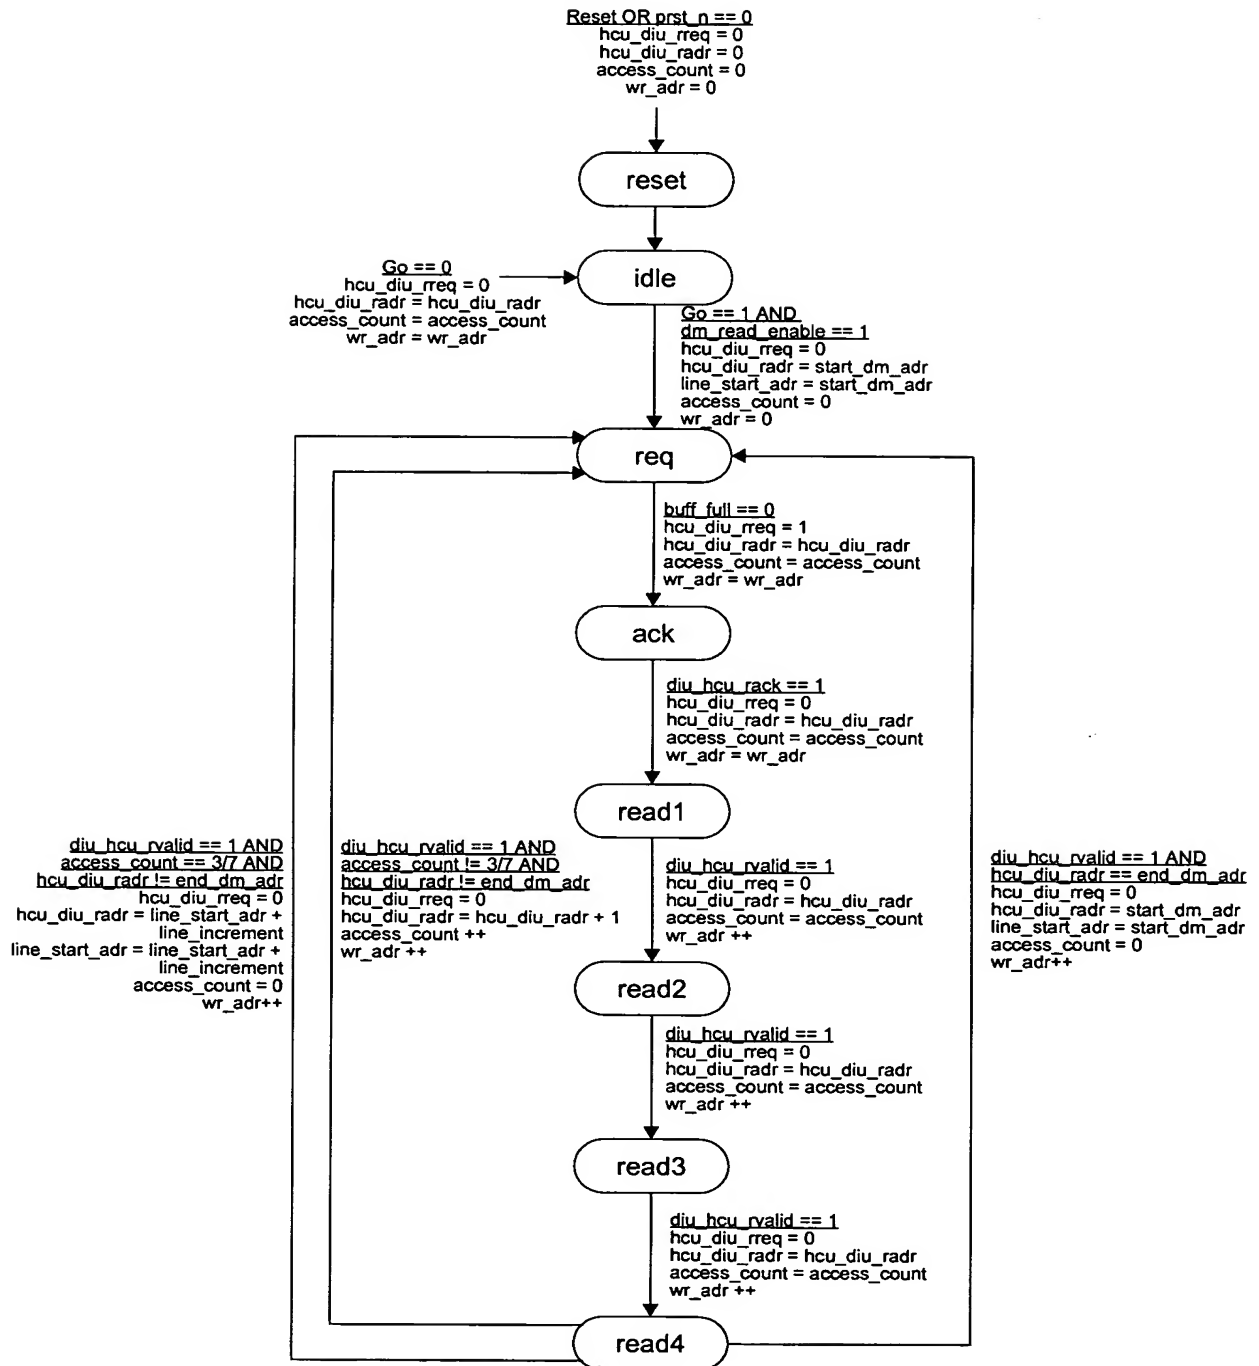 Reset OR prst_n == 0
hcu_diu_rreq = 0
hcu_diu_radr = 0
access_count = 0
wr_adr = 0
reset
idle
Go == 0
hcu_diu_rreq = 0
hcu_diu_radr = hcu_diu_radr
access_count = access_count
wr_adr = wr_adr
Go == 1 AND
dm_read_enable == 1
hcu_diu_rreq = 0
hcu_diu_radr = start_dm_adr
line_start_adr = start_dm_adr
access_count = 0
wr_adr = 0
req
buff_full == 0
hcu_diu_rreq = 1
hcu_diu_radr = hcu_diu_radr
access_count = access_count
wr_adr = wr_adr
ack
diu_hcu_rack == 1
hcu_diu_rreq = 0
hcu_diu_radr = hcu_diu_radr
access_count = access_count
wr_adr = wr_adr
read1
diu_hcu_rvalid == 1 AND
access_count == 3/7 AND
hcu_diu_radr != end_dm_adr
hcu_diu_rreq = 0
hcu_diu_radr = line_start_adr +
line_increment
line_start_adr = line_start_adr +
line_increment
access_count = 0
wr_adr++
diu_hcu_rvalid == 1 AND
access_count != 3/7 AND
hcu_diu_radr != end_dm_adr
hcu_diu_rreq = 0
hcu_diu_radr = hcu_diu_radr + 1
access_count ++
wr_adr ++
diu_hcu_rvalid == 1
hcu_diu_rreq = 0
hcu_diu_radr = hcu_diu_radr
access_count = access_count
wr_adr ++
diu_hcu_rvalid == 1 AND
hcu_diu_radr == end_dm_adr
hcu_diu_rreq = 0
hcu_diu_radr = start_dm_adr
line_start_adr = start_dm_adr
access_count = 0
wr_adr++
read2
diu_hcu_rvalid == 1
hcu_diu_rreq = 0
hcu_diu_radr = hcu_diu_radr
access_count = access_count
wr_adr ++
read3
diu_hcu_rvalid == 1
hcu_diu_rreq = 0
hcu_diu_radr = hcu_diu_radr
access_count = access_count
wr_adr ++
read4